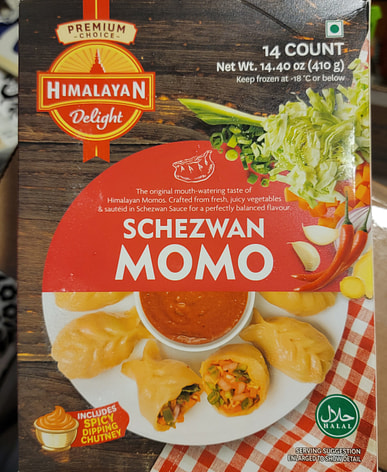 PREMIUM
CHOICE
HIMALAYAN
Delight
14 COUNT
Net Wt. 14.40 oz (410 g)
Keep frozen at -18 °C or below
The original mouth-watering taste of
Himalayan Momos. Crafted from fresh, juicy vegetables
& sautéid in Schezwan Sauce for a perfectly balanced flavour.
SCHEZWAN
MOMO
INCLUDES
SPICY
DIPPING
CHUTNEY
حلال
HALAL
SERVING SUGGESTION
ENLARGED TO SHOW DETAIL